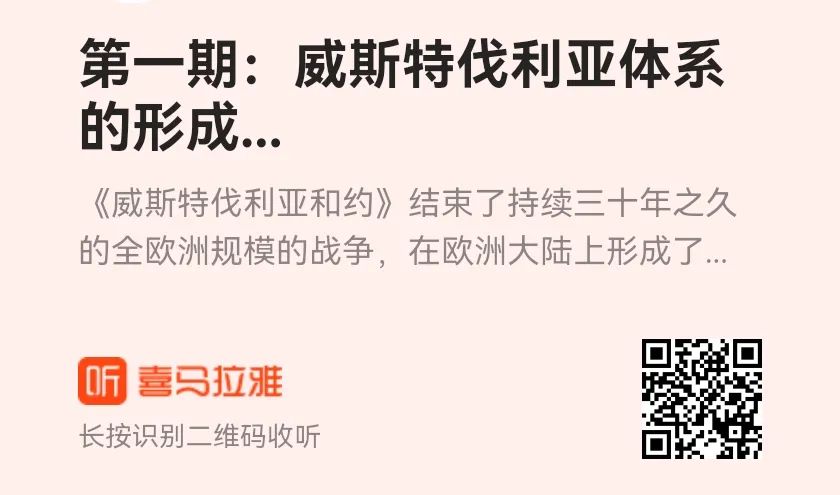 第一期：威斯特伐利亚体系
的形成...
《威斯特伐利亚和约》结束了持续三十年之久
的全欧洲规模的战争，在欧洲大陆上形成了...
听 喜马拉雅
长按识别二维码收听